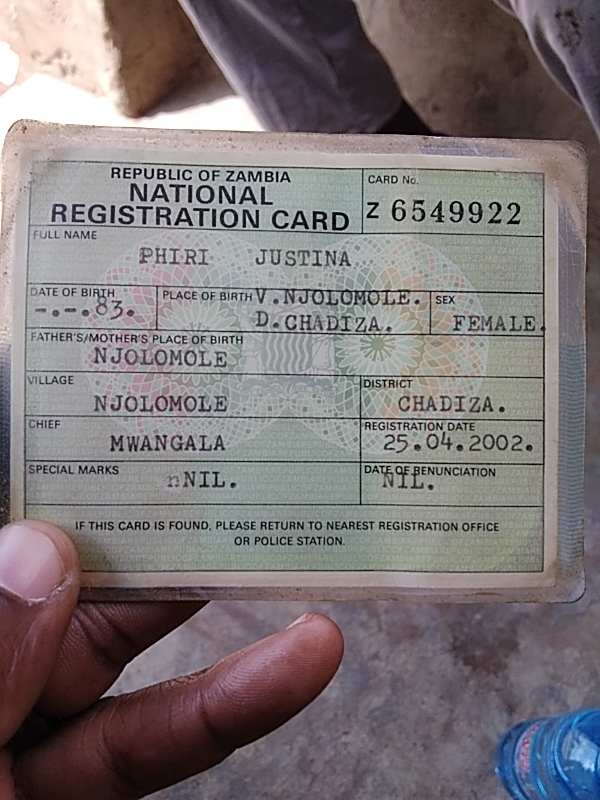 REPUBLIC OF ZAMBIA
NATIONAL
REGISTRATION CARD
CARD No.
Z 6549922
FULL NAME
PHIRI JUSTINA
DATE OF BIRTH
-.-.83.
PLACE OF BIRTH V.NJOLOMOLE.
D.CHADIZA.
SEX
FEMALE.
FATHER'S/MOTHER'S PLACE OF BIRTH
NJOLOMOLE
VILLAGE
NJOLOMOLE
DISTRICT
CHADIZA.
CHIEF
MWANGALA
REGISTRATION DATE
25.04.2002.
SPECIAL MARKS
nNIL.
DATE OF RENUNCIATION
NIL.
IF THIS CARD IS FOUND, PLEASE RETURN TO NEAREST REGISTRATION OFFICE
OR POLICE STATION.